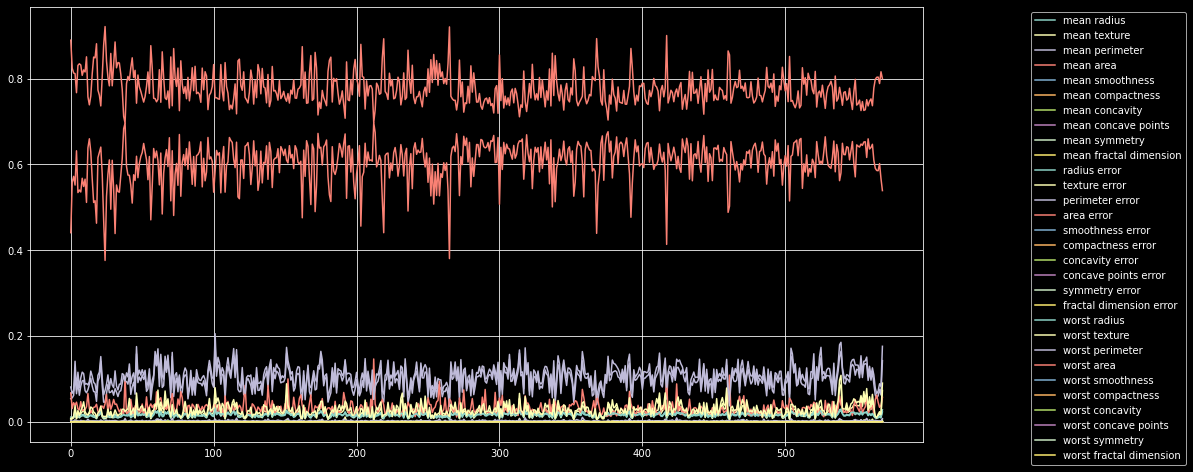 0.8
0.6
0.4
0.2
0.0
0
100
200
300
400
500
mean radius
mean texture
mean perimeter
mean area
mean smoothness
mean compactness
mean concavity
mean concave points
mean symmetry
mean fractal dimension
radius error
texture error
perimeter error
area error
smoothness error
compactness error
concavity error
concave points error
symmetry error
fractal dimension error
worst radius
worst texture
worst perimeter
worst area
worst smoothness
worst compactness
worst concavity
worst concave points
worst symmetry
worst fractal dimension